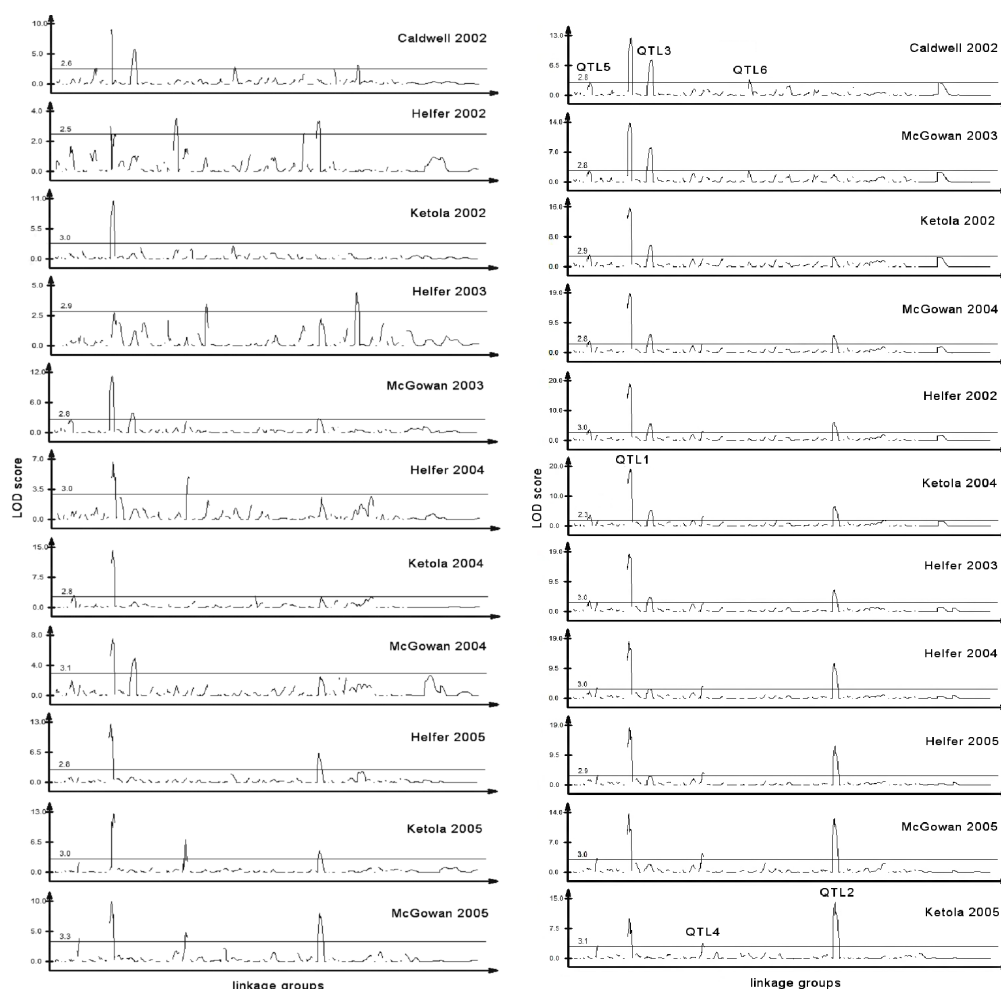 10.0
Caldwell 2002
5.0
2.6
0.0
4.0
Helfer 2002
2.5
2.0
0.0
11.0
Ketola 2002
5.5
3.0
0.0
5.0
Helfer 2003
2.9
2.5
0.0
12.0
McGowan 2003
6.0
2.8
0.0
7.0
Helfer 2004
3.5
3.0
0.0
15.0
Ketola 2004
7.5
2.8
0.0
8.0
McGowan 2004
4.0
3.1
0.0
13.0
Helfer 2005
6.5
2.8
0.0
13.0
Ketola 2005
6.5
3.0
0.0
10.0
McGowan 2005
5.0
3.3
0.0
LOD score
linkage groups
13.0
Caldwell 2002
QTL3
6.5
QTL5
QTL6
2.8
0.0
14.0
McGowan 2003
7.0
2.8
0.0
16.0
Ketola 2002
8.0
2.9
0.0
19.0
McGowan 2004
9.5
2.8
0.0
20.0
Helfer 2002
10.0
3.0
0.0
QTL1
20.0
Ketola 2004
10.0
0.0
19.0
Helfer 2003
9.5
0.0
19.0
Helfer 2004
9.5
3.0
0.0
19.0
Helfer 2005
9.5
2.9
0.0
14.0
McGowan 2005
7.0
3.0
0.0
15.0
QTL2
Ketola 2005
7.5
QTL4
3.1
0.0
LOD score
linkage groups